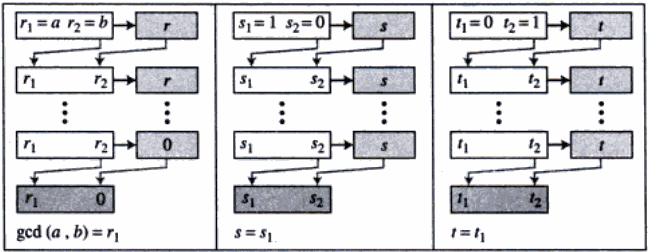 r₁ = a r₂ = b r
r₁ r₂ r
r₁ r₂ 0
r₁ 0
gcd (a , b) = r₁
s₁ = 1 s₂ = 0 s
s₁ s₂ s
s₁ s₂ s
s₁ s₂
s = s₁
t₁ = 0 t₂ = 1 t
t₁ t₂ t
t₁ t₂ t
t₁ t₂
t = t₁